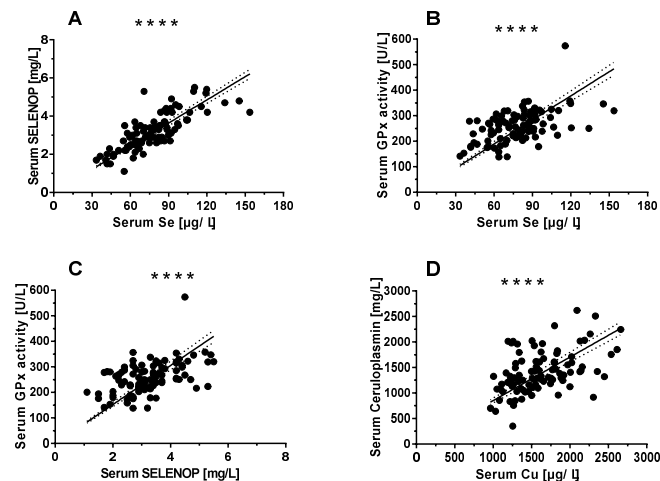 A
****
Serum SELENOP [mg/L]
8
6
4
2
0
0 30 60 90 120 150 180
Serum Se [µg/ l]
B
****
Serum GPx activity [U/L]
600
500
400
300
200
100
0
0 30 60 90 120 150 180
Serum Se [µg/ l]
C
****
Serum GPx activity [U/L]
600
500
400
300
200
100
0
0 2 4 6 8
Serum SELENOP [mg/L]
D
****
Serum Ceruloplasmin [mg/L]
3000
2500
2000
1500
1000
500
0
0 500 1000 1500 2000 2500 3000
Serum Cu [µg/ l]